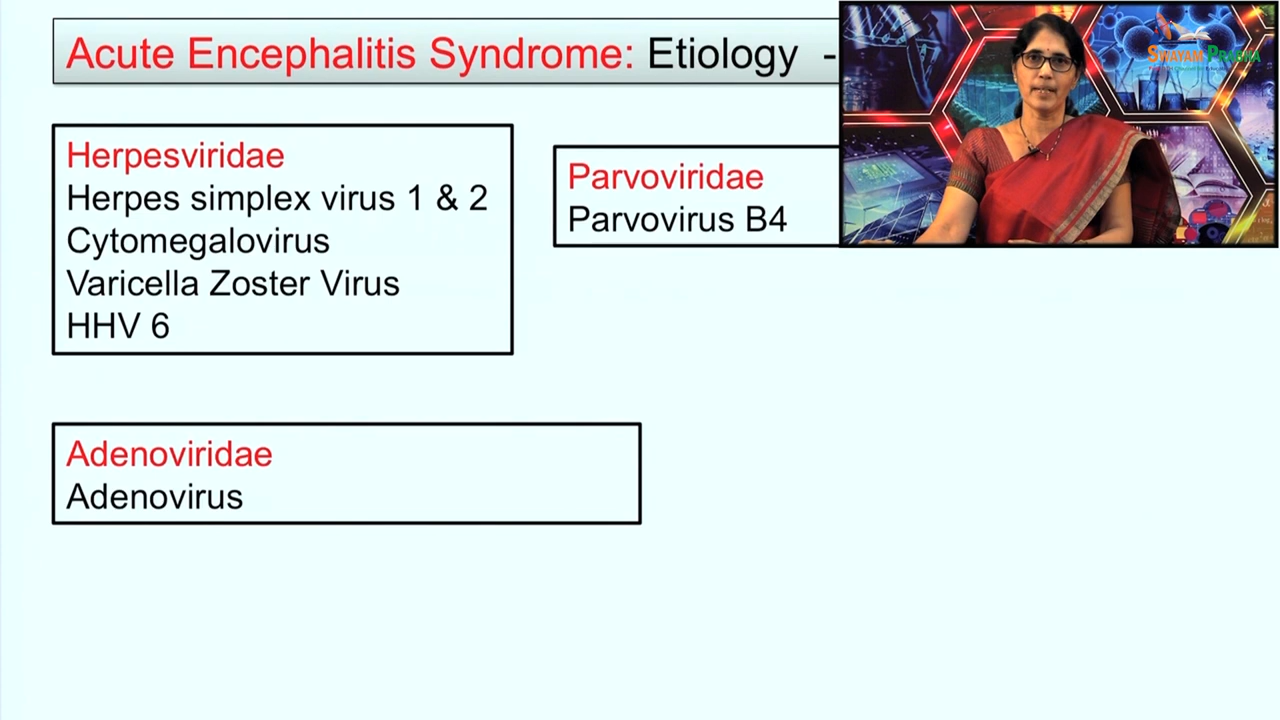 Acute Encephalitis Syndrome: Etiology -
SWAYAM PRABHA
Herpesviridae
Herpes simplex virus 1 & 2
Cytomegalovirus
Varicella Zoster Virus
HHV 6
Parvoviridae
Parvovirus B4
Adenoviridae
Adenovirus